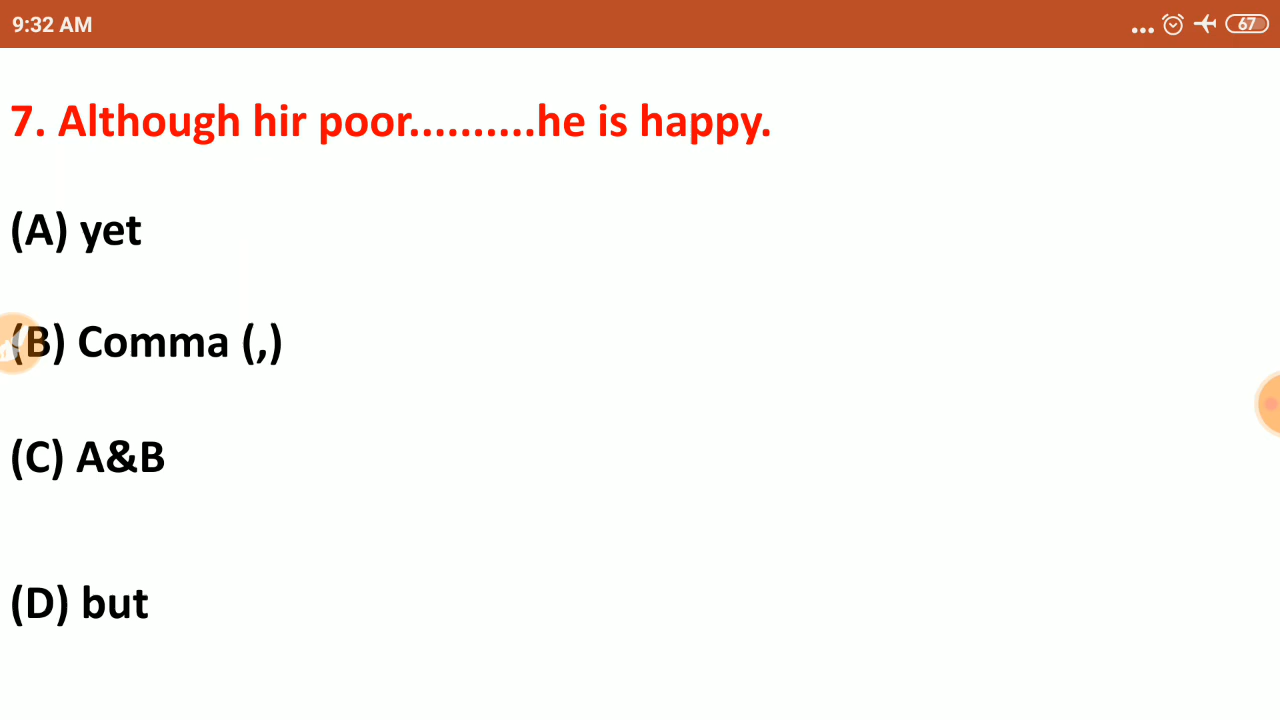 9:32 AM
67
7. Although hir poor..........he is happy.
(A) yet
(B) Comma (,)
(C) A&B
(D) but